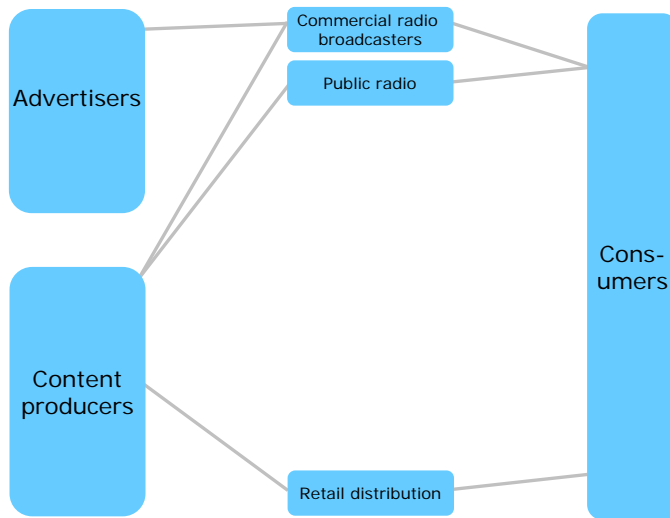 Commercial radio
broadcasters
Public radio
Advertisers
Cons-
umers
Content
producers
Retail distribution